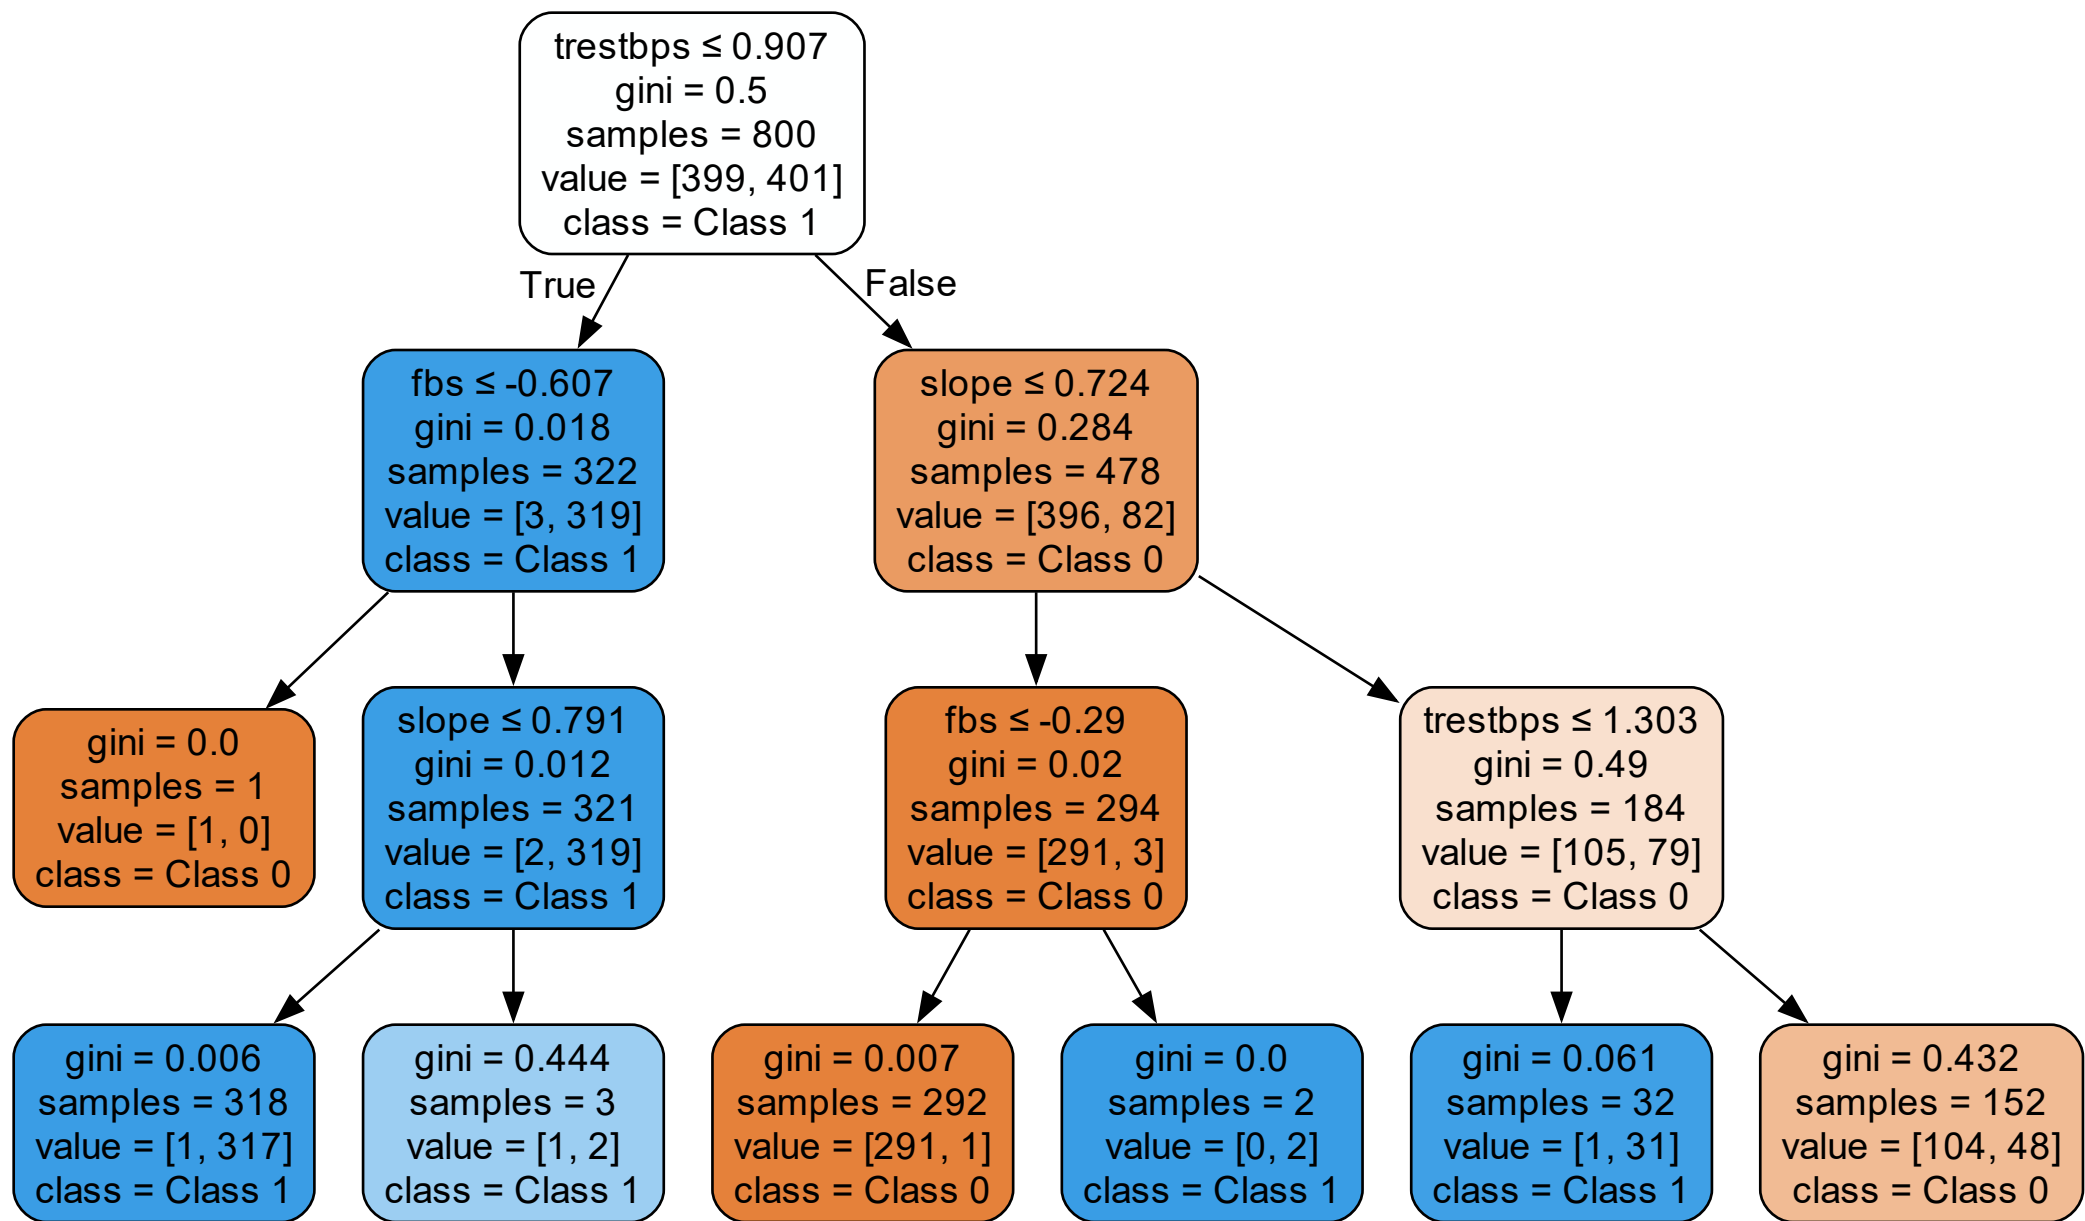 trestbps ≤ 0.907
gini = 0.5
samples = 800
value = [399, 401]
class = Class 1
True
False
fbs ≤ -0.607
gini = 0.018
samples = 322
value = [3, 319]
class = Class 1
slope ≤ 0.724
gini = 0.284
samples = 478
value = [396, 82]
class = Class 0
gini = 0.0
samples = 1
value = [1, 0]
class = Class 0
slope ≤ 0.791
gini = 0.012
samples = 321
value = [2, 319]
class = Class 1
fbs ≤ -0.29
gini = 0.02
samples = 294
value = [291, 3]
class = Class 0
trestbps ≤ 1.303
gini = 0.49
samples = 184
value = [105, 79]
class = Class 0
gini = 0.006
samples = 318
value = [1, 317]
class = Class 1
gini = 0.444
samples = 3
value = [1, 2]
class = Class 1
gini = 0.007
samples = 292
value = [291, 1]
class = Class 0
gini = 0.0
samples = 2
value = [0, 2]
class = Class 1
gini = 0.061
samples = 32
value = [1, 31]
class = Class 1
gini = 0.432
samples = 152
value = [104, 48]
class = Class 0